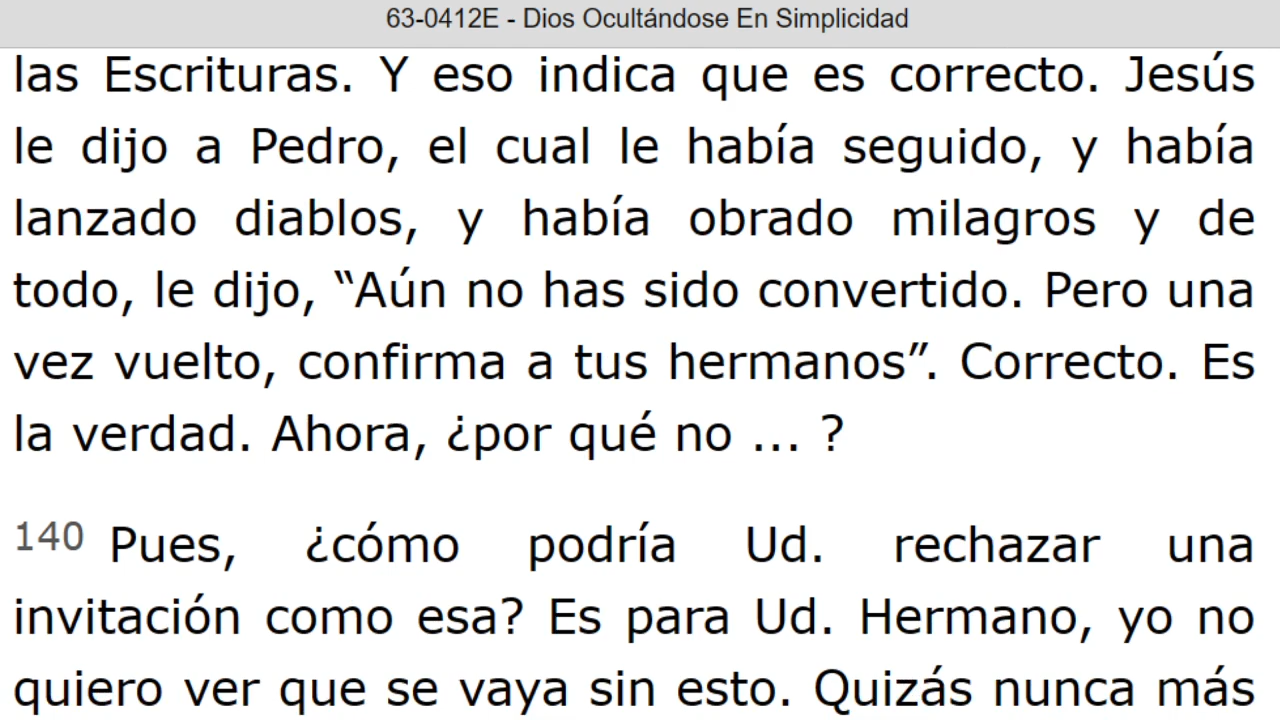 63-0412E - Dios Ocultándose En Simplicidad
las Escrituras. Y eso indica que es correcto. Jesús
le dijo a Pedro, el cual le había seguido, y había
lanzado diablos, y había obrado milagros y de
todo, le dijo, “Aún no has sido convertido. Pero una
vez vuelto, confirma a tus hermanos”. Correcto. Es
la verdad. Ahora, ¿por qué no ... ?
140 Pues, ¿cómo podría Ud. rechazar una
invitación como esa? Es para Ud. Hermano, yo no
quiero ver que se vaya sin esto. Quizás nunca más